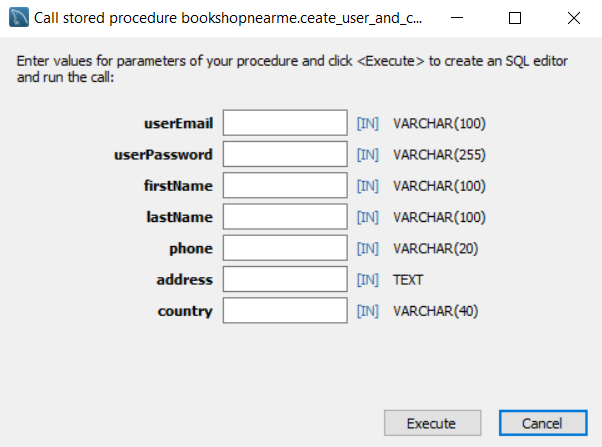 Call stored procedure bookshopnearme.ceate_user_and_c...
Enter values for parameters of your procedure and click <Execute> to create an SQL editor
and run the call:
userEmail [IN] VARCHAR(100)
userPassword [IN] VARCHAR(255)
firstName [IN] VARCHAR(100)
lastName [IN] VARCHAR(100)
phone [IN] VARCHAR(20)
address [IN] TEXT
country [IN] VARCHAR(40)
Execute Cancel